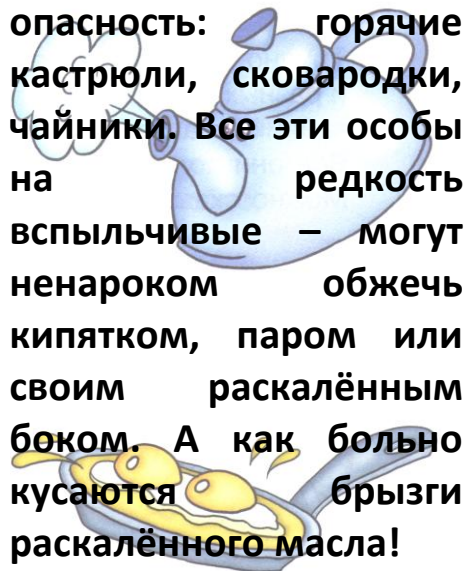 опасность: горячие
кастрюли, сковародки,
чайники. Все эти особы
на редкость
вспыльчивые – могут
ненароком обжечь
кипятком, паром или
своим раскалённым
боком. А как больно
кусаются брызги
раскалённого масла!